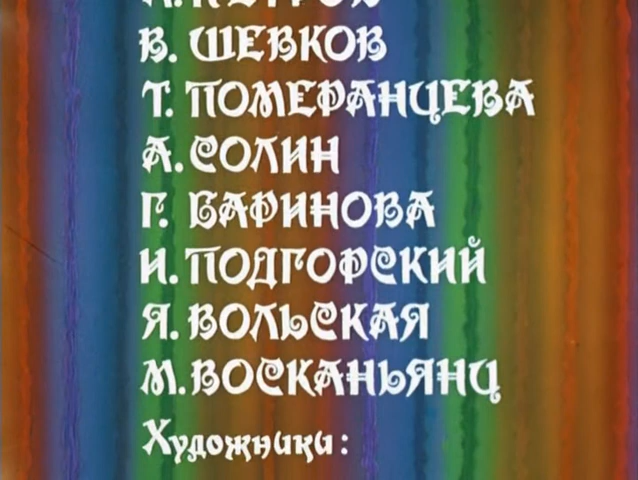 В. ШЕВКОВ
Т. ПОМЕРАНЦЕВА
А. СОЛИН
Г. БАРИНОВА
И. ПОДГОРСКИЙ
Я. ВОЛЬСКАЯ
М. ВОСКАНЬЯНЦ
Художники: